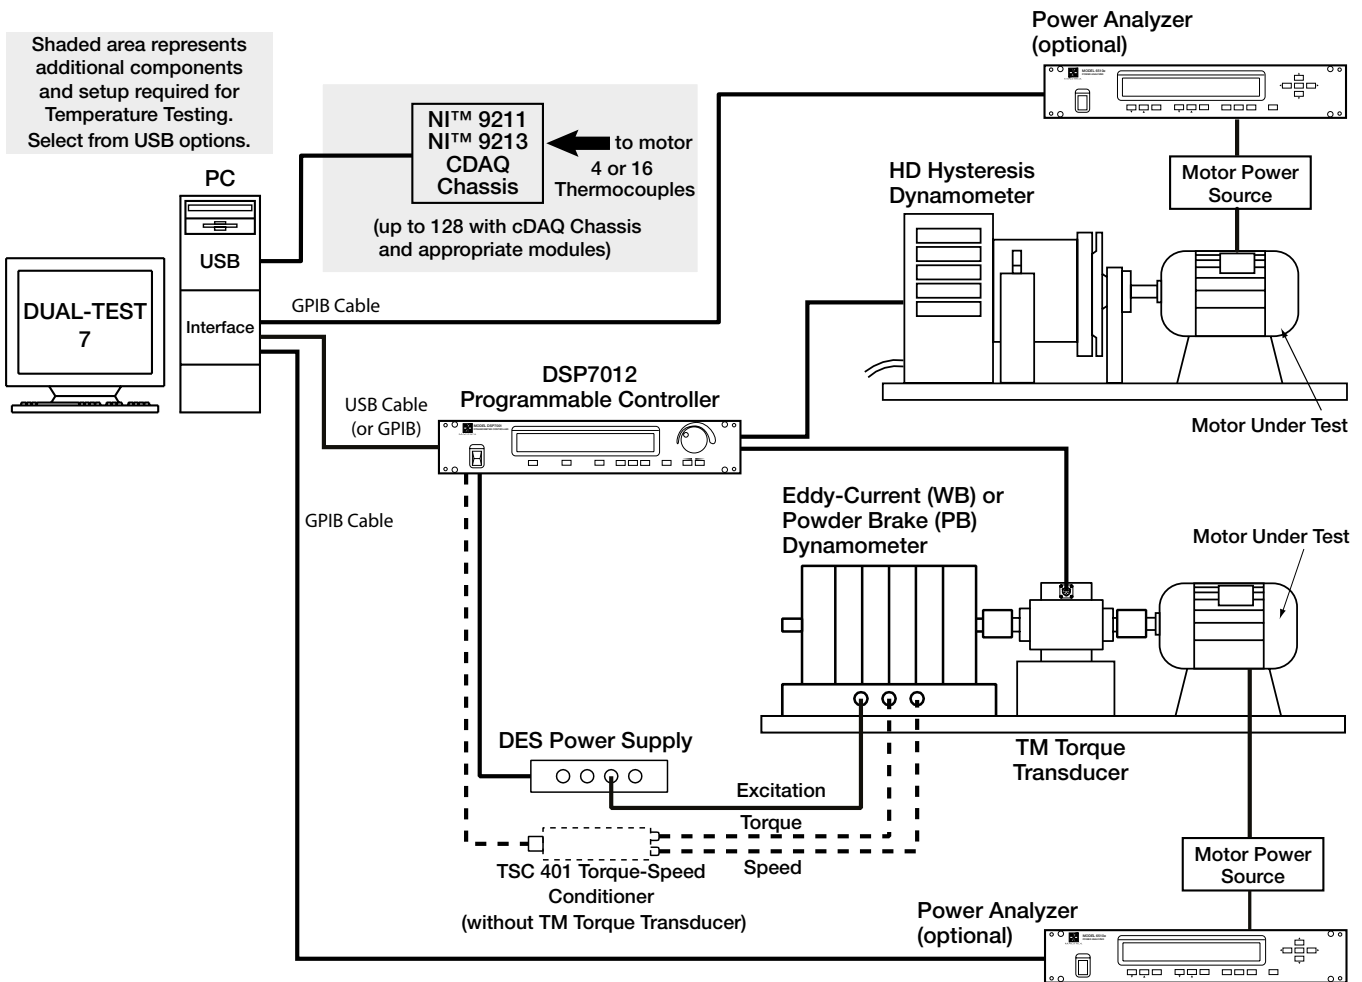 Power Analyzer
(optional)
Shaded area represents
additional components
and setup required for
Temperature Testing.
Select from USB options.
NI™ 9211
NI™ 9213
CDAQ
Chassis
to motor
4 or 16
Thermocouples
(up to 128 with cDAQ Chassis
and appropriate modules)
HD Hysteresis
Dynamometer
Motor Power
Source
PC
USB
Interface
DUAL-TEST
7
GPIB Cable
USB Cable
(or GPIB)
GPIB Cable
DSP7012
Programmable Controller
Motor Under Test
Eddy-Current (WB) or
Powder Brake (PB)
Dynamometer
Motor Under Test
DES Power Supply
TM Torque
Transducer
Excitation
Torque
Speed
TSC 401 Torque-Speed
Conditioner
(without TM Torque Transducer)
Motor Power
Source
Power Analyzer
(optional)